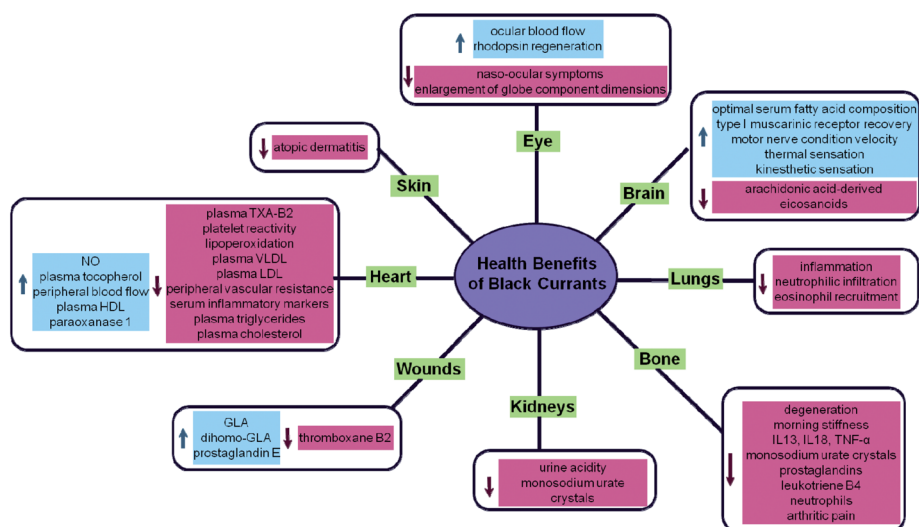 ocular blood flow
rhodopsin regeneration
naso-ocular symptoms
enlargement of globe component dimensions
Eye
optimal serum fatty acid composition
type I muscarinic receptor recovery
motor nerve condition velocity
thermal sensation
kinesthetic sensation
arachidonic acid-derived
eicosanoids
Brain
atopic dermatitis
Skin
NO
plasma tocopherol
peripheral blood flow
plasma HDL
paraoxanase 1
plasma TXA-B2
platelet reactivity
lipoperoxidation
plasma VLDL
plasma LDL
peripheral vascular resistance
serum inflammatory markers
plasma triglycerides
plasma cholesterol
Heart
Health Benefits
of Black Currants
Lungs
inflammation
neutrophilic infiltration
eosinophil recruitment
Wounds
GLA
dihomo-GLA
prostaglandin E
thromboxane B2
Kidneys
urine acidity
monosodium urate
crystals
Bone
degeneration
morning stiffness
IL13, IL18, TNF-α
monosodium urate crystals
prostaglandins
leukotriene B4
neutrophils
arthritic pain